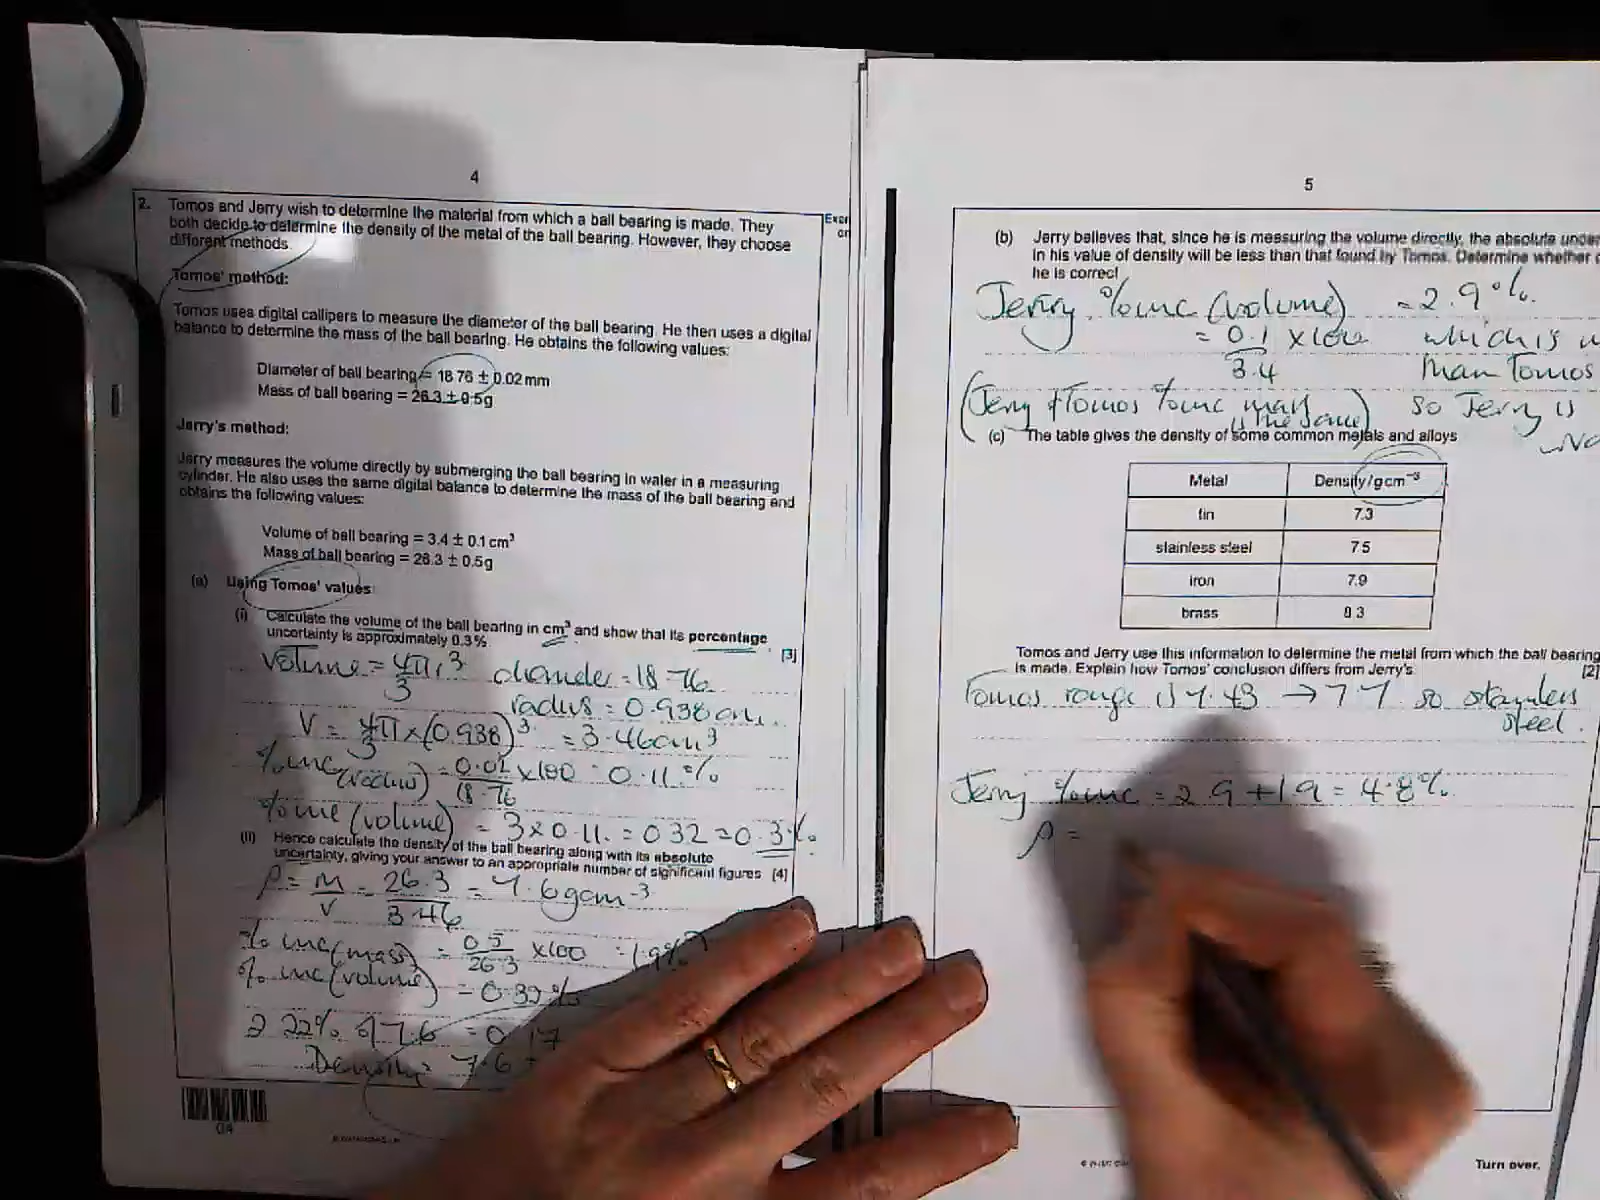 4
2. Tomos and Jerry wish to determine the material from which a ball bearing is made. They
both decide to determine the density of the metal of the ball bearing. However, they choose
different methods.
Tomos' method:
Tomos uses digital callipers to measure the diameter of the ball bearing. He then uses a digital
balance to determine the mass of the ball bearing. He obtains the following values:
Diameter of ball bearing = 18.76 ± 0.02 mm
Mass of ball bearing = 26.3 ± 0.5g
Jerry's method:
Jerry measures the volume directly by submerging the ball bearing in water in a measuring
cylinder. He also uses the same digital balance to determine the mass of the ball bearing and
obtains the following values:
Volume of ball bearing = 3.4 ± 0.1 cm³
Mass of ball bearing = 26.3 ± 0.5g
(a) Using Tomos' values:
(i) Calculate the volume of the ball bearing in cm³ and show that its percentage
uncertainty is approximately 0.3%. [3]
Volume = 4πr³/3 diameter = 18.76
radius = 0.938 cm.
V = 4/3 π × (0.938)³ = 3.46cm³
% unc (radius) = 0.02/18.76 × 100 = 0.11 %
% unc (volume) = 3 × 0.11 = 0.32 = 0.3%.
(ii) Hence calculate the density of the ball bearing along with its absolute
uncertainty, giving your answer to an appropriate number of significant figures. [4]
ρ = M/V = 26.3/3.46 = 7.6 gcm⁻³
% unc (mass) = 0.5/26.3 × 100 = 1.9%
% unc (volume) = 0.32 %
2.22% of 7.6 = 0.17
Density = 7.6
04
5
(b) Jerry believes that, since he is measuring the volume directly, the absolute
in his value of density will be less than that found by Tomos. Determine whether
he is correct
Jerry % unc (volume) = 2.9 %.
= 0.1/3.4 × 100 which is
than Tomos
(Jerry & Tomos % unc mass is the same) so Jerry is
(c) The table gives the density of some common metals and alloys
Metal Density/gcm⁻³
tin 7.3
stainless steel 7.5
iron 7.9
brass 8.3
Tomos and Jerry use this information to determine the metal from which the ball bearing
is made. Explain how Tomos' conclusion differs from Jerry's. [2]
Tomos range is 7.43 → 7.77 so stainless
steel.
Jerry % unc = 2.9 + 1.9 = 4.8%.
ρ =
Turn over.